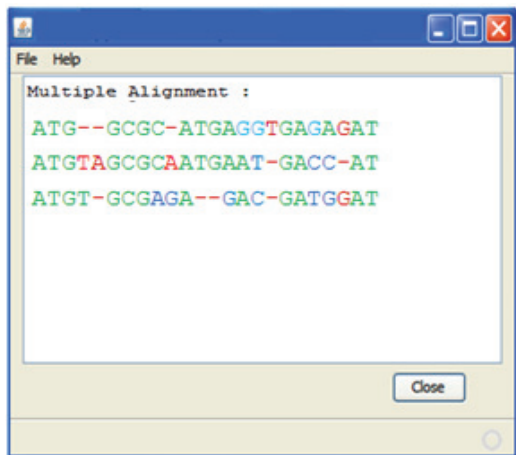 File Help
Multiple Alignment :
ATG--GCGC-ATGAGGTGAGAGAT
ATGTAGCGCAATGAAT-GACC-AT
ATGT-GCGAGA--GAC-GATGGAT
Close